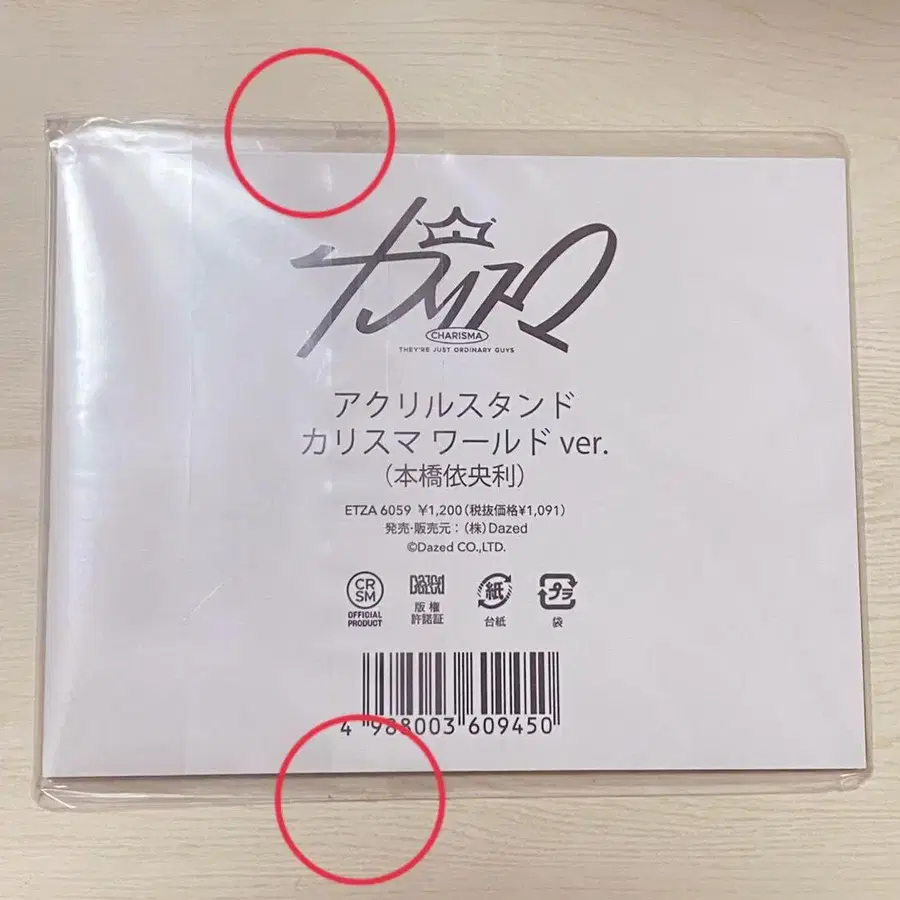 カリスマ
CHARISMA
THEY'RE JUST ORDINARY GUYS
アクリルスタンド
カリスマ ワールド ver.
（本橋依央利）
ETZA 6059 ¥1,200（税抜価格¥1,091）
発売・販売元：（株）Dazed
©Dazed CO.,LTD.
CR
SM
OFFICIAL
PRODUCT
Dazed
版権
許諾証
紙
台紙
プラ
袋
4 988003 609450